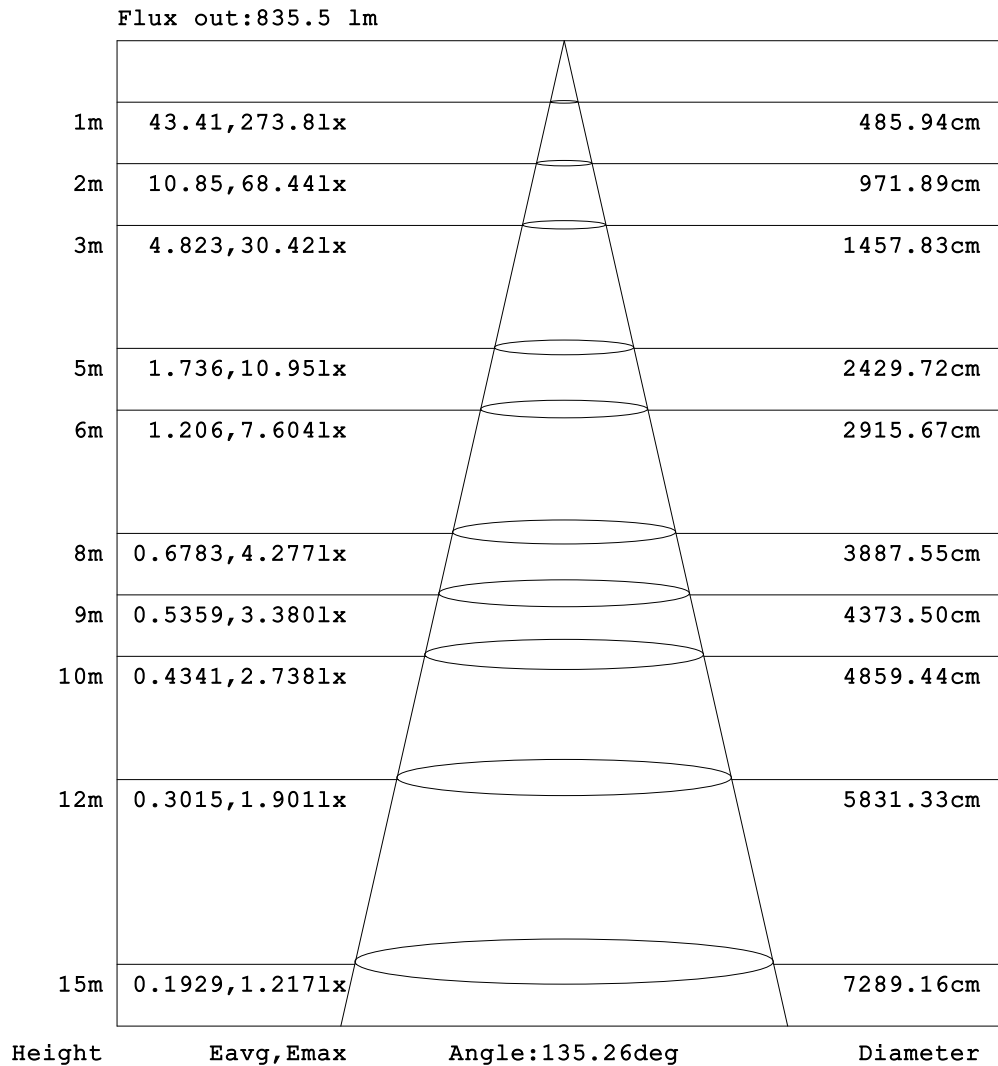 Flux out:835.5 lm
1m 43.41,273.8lx 485.94cm
2m 10.85,68.44lx 971.89cm
3m 4.823,30.42lx 1457.83cm
5m 1.736,10.95lx 2429.72cm
6m 1.206,7.604lx 2915.67cm
8m 0.6783,4.277lx 3887.55cm
9m 0.5359,3.380lx 4373.50cm
10m 0.4341,2.738lx 4859.44cm
12m 0.3015,1.901lx 5831.33cm
15m 0.1929,1.217lx 7289.16cm
Height Eavg,Emax Angle:135.26deg Diameter